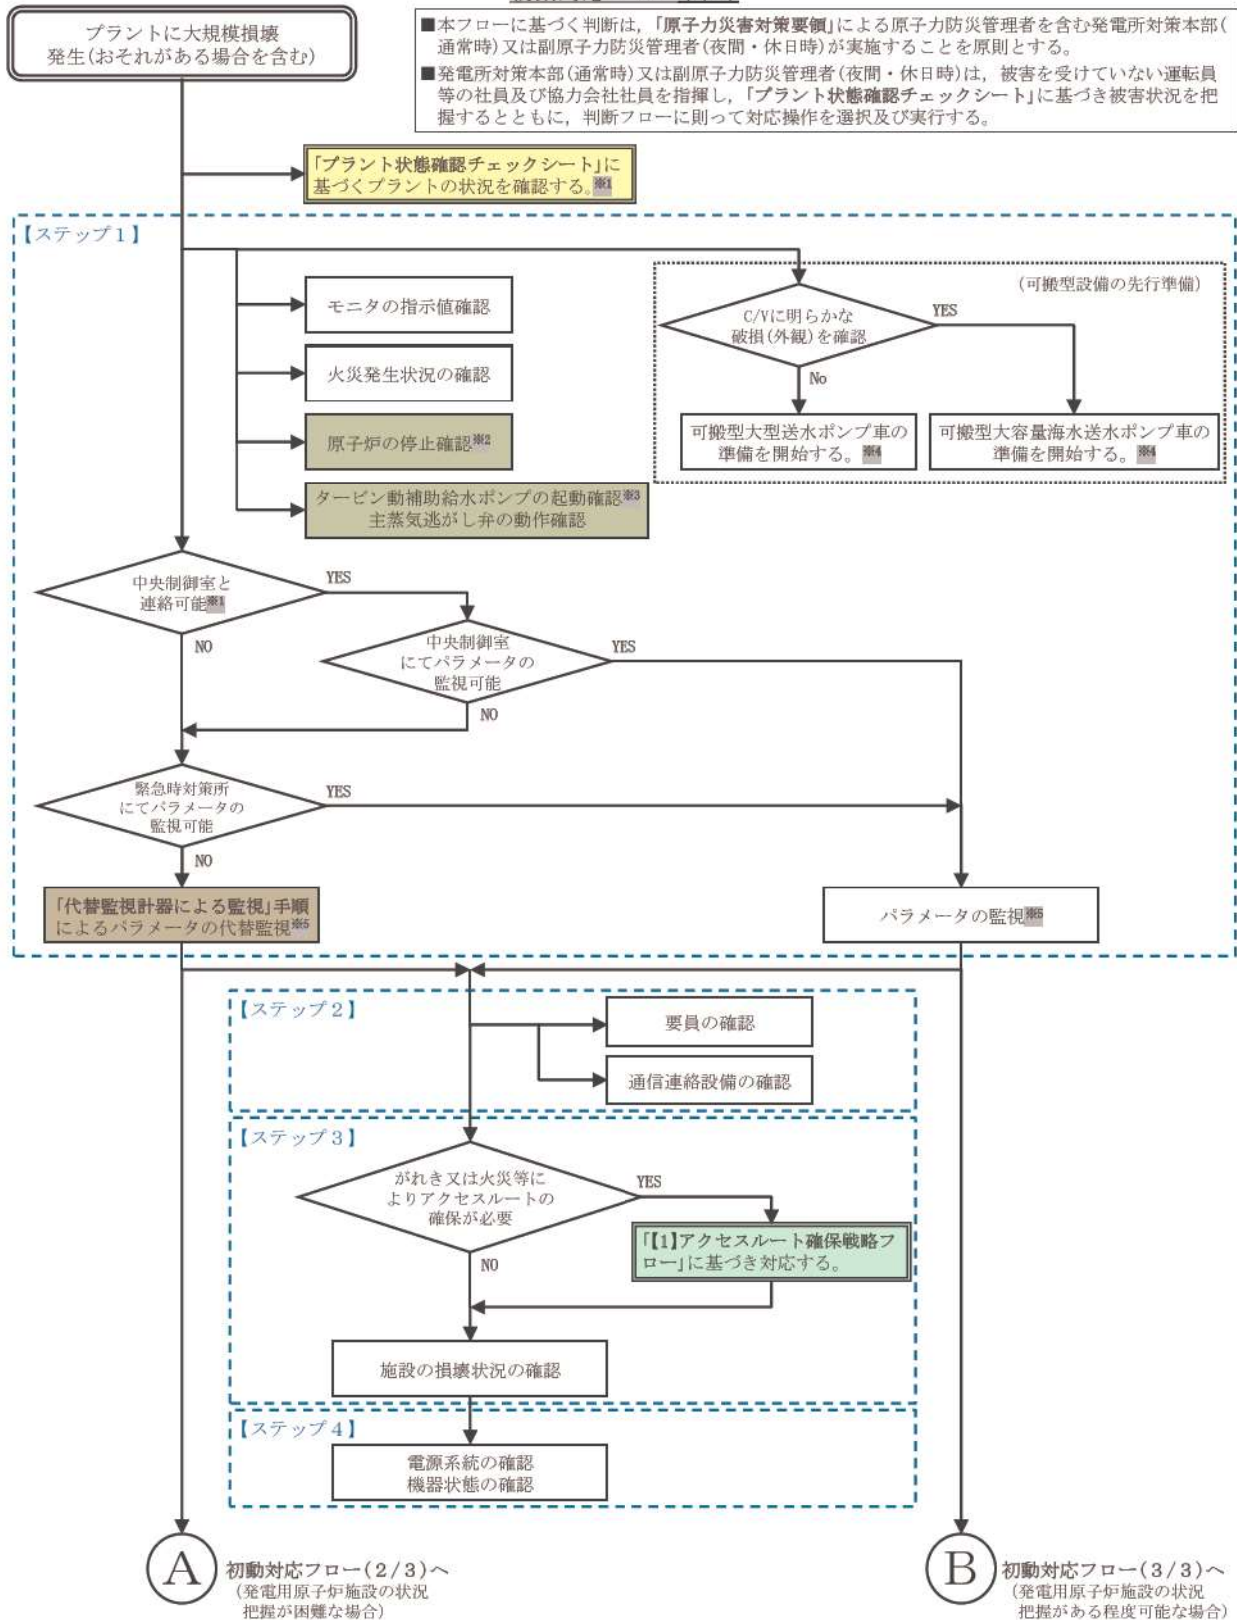 プラントに大規模損壊
発生(おそれがある場合を含む)
■本フローに基づく判断は,「原子力災害対策要領」による原子力防災管理者を含む発電所対策本部(
通常時)又は副原子力防災管理者(夜間・休日時)が実施することを原則とする。
■発電所対策本部(通常時)又は副原子力防災管理者(夜間・休日時)は,被害を受けていない運転員
等の社員及び協力会社社員を指揮し,「プラント状態確認チェックシート」に基づき被害状況を把
握するとともに,判断フローに則って対応操作を選択及び実行する。
「プラント状態確認チェックシート」に
基づくプラントの状況を確認する。※1
【ステップ1】
モニタの指示値確認
火災発生状況の確認
原子炉の停止確認※2
タービン動補助給水ポンプの起動確認※3
主蒸気逃がし弁の動作確認
(可搬型設備の先行準備)
C/Vに明らかな
破損(外観)を確認
YES
No
可搬型大型送水ポンプ車の
準備を開始する。※4
可搬型大容量海水送水ポンプ車の
準備を開始する。※4
中央制御室と
連絡可能※1
YES
NO
中央制御室
にてパラメータの
監視可能
YES
NO
緊急時対策所
にてパラメータの
監視可能
YES
NO
「代替監視計器による監視」手順
によるパラメータの代替監視※5
パラメータの監視※6
【ステップ2】
要員の確認
通信連絡設備の確認
【ステップ3】
がれき又は火災等に
よりアクセスルートの
確保が必要
YES
NO
「【1】アクセスルート確保戦略フ
ロー」に基づき対応する。
施設の損壊状況の確認
【ステップ4】
電源系統の確認
機器状態の確認
A
初動対応フロー(2/3)へ
(発電用原子炉施設の状況
把握が困難な場合)
B
初動対応フロー(3/3)へ
(発電用原子炉施設の状況
把握がある程度可能な場合)